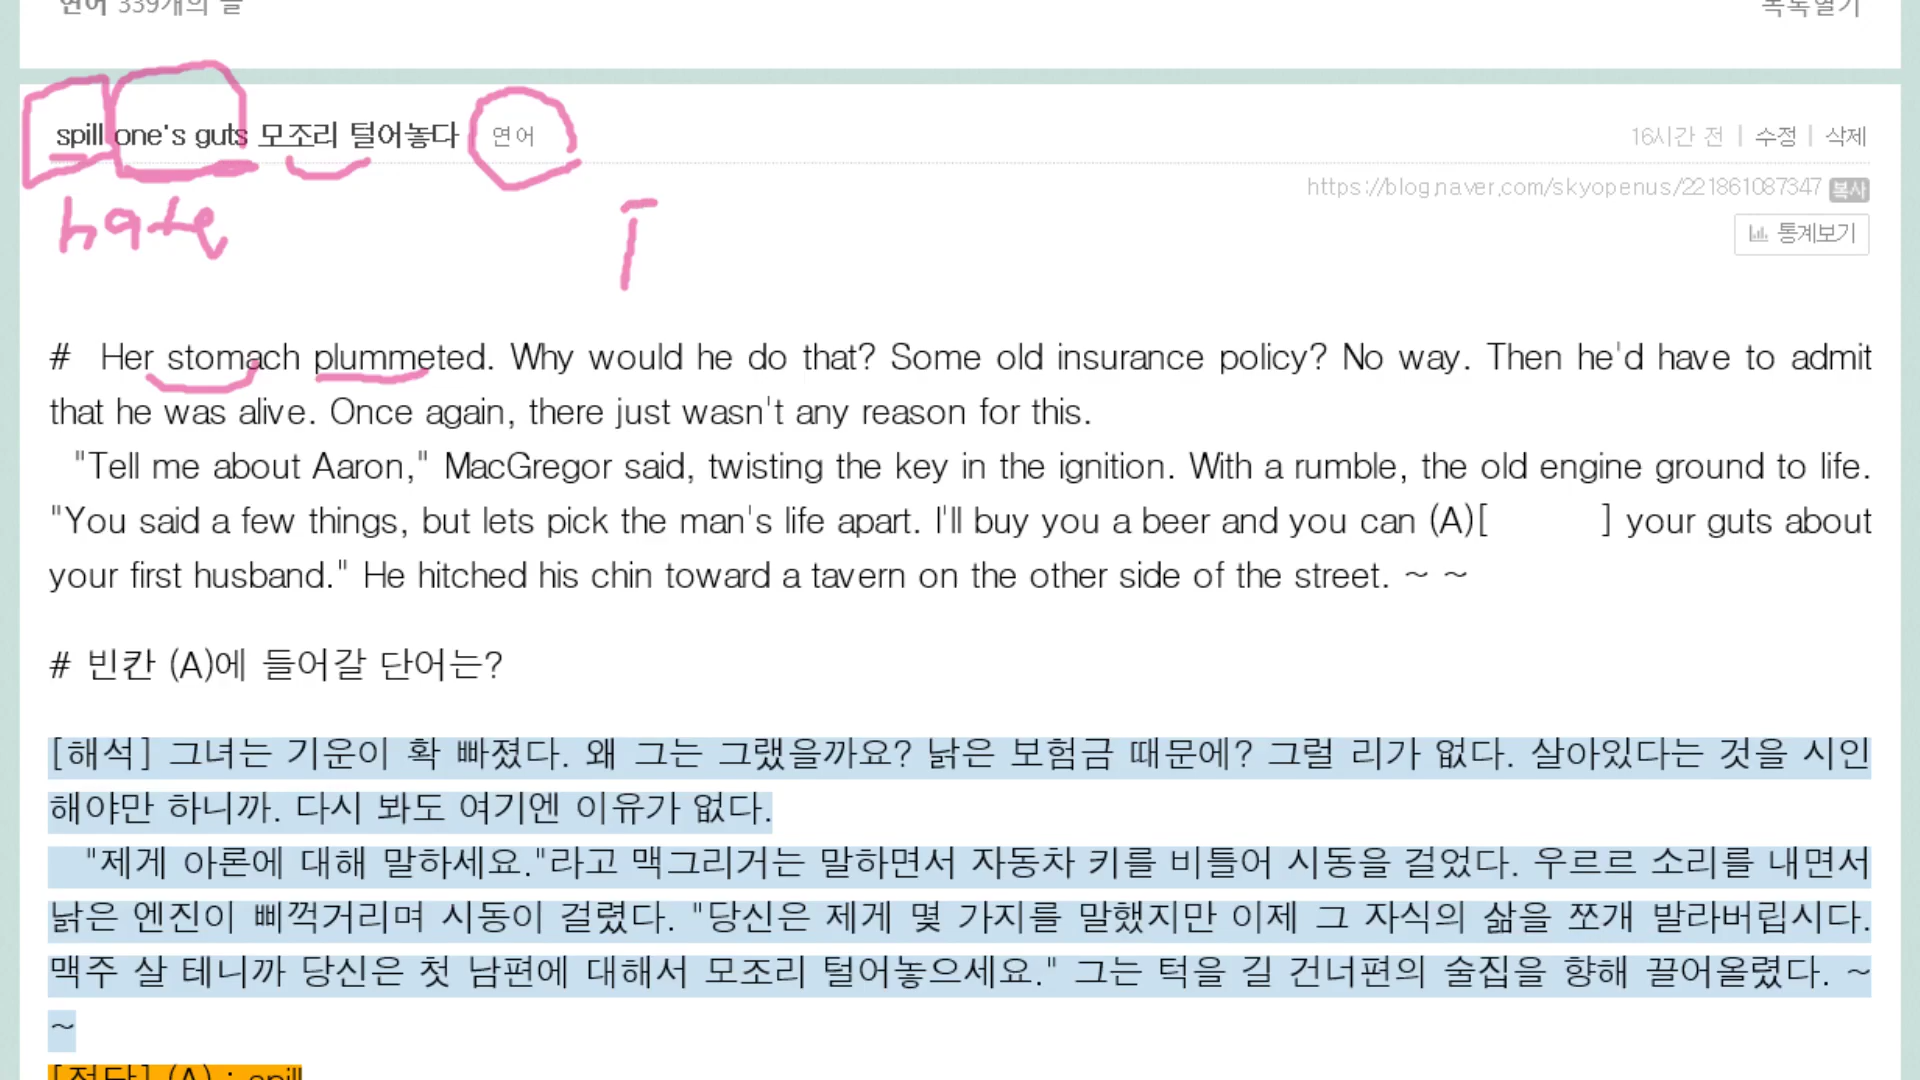 연어 339개의 글 목록열기
spill one's guts 모조리 털어놓다 연어 16시간 전 | 수정 | 삭제
https://blog.naver.com/skyopenus/221861087347 복사
hate
통계보기
# Her stomach plummeted. Why would he do that? Some old insurance policy? No way. Then he'd have to admit
that he was alive. Once again, there just wasn't any reason for this.
"Tell me about Aaron," MacGregor said, twisting the key in the ignition. With a rumble, the old engine ground to life.
"You said a few things, but lets pick the man's life apart. I'll buy you a beer and you can (A)[ ] your guts about
your first husband." He hitched his chin toward a tavern on the other side of the street. ~ ~
# 빈칸 (A)에 들어갈 단어는?
[해석] 그녀는 기운이 확 빠졌다. 왜 그는 그랬을까요? 낡은 보험금 때문에? 그럴 리가 없다. 살아있다는 것을 시인
해야만 하니까. 다시 봐도 여기엔 이유가 없다.
"제게 아론에 대해 말하세요."라고 맥그리거는 말하면서 자동차 키를 비틀어 시동을 걸었다. 우르르 소리를 내면서
낡은 엔진이 삐꺽거리며 시동이 걸렸다. "당신은 제게 몇 가지를 말했지만 이제 그 자식의 삶을 쪼개 발라버립시다.
맥주 살 테니까 당신은 첫 남편에 대해서 모조리 털어놓으세요." 그는 턱을 길 건너편의 술집을 향해 끌어올렸다. ~
~
[정답] (A) : spill